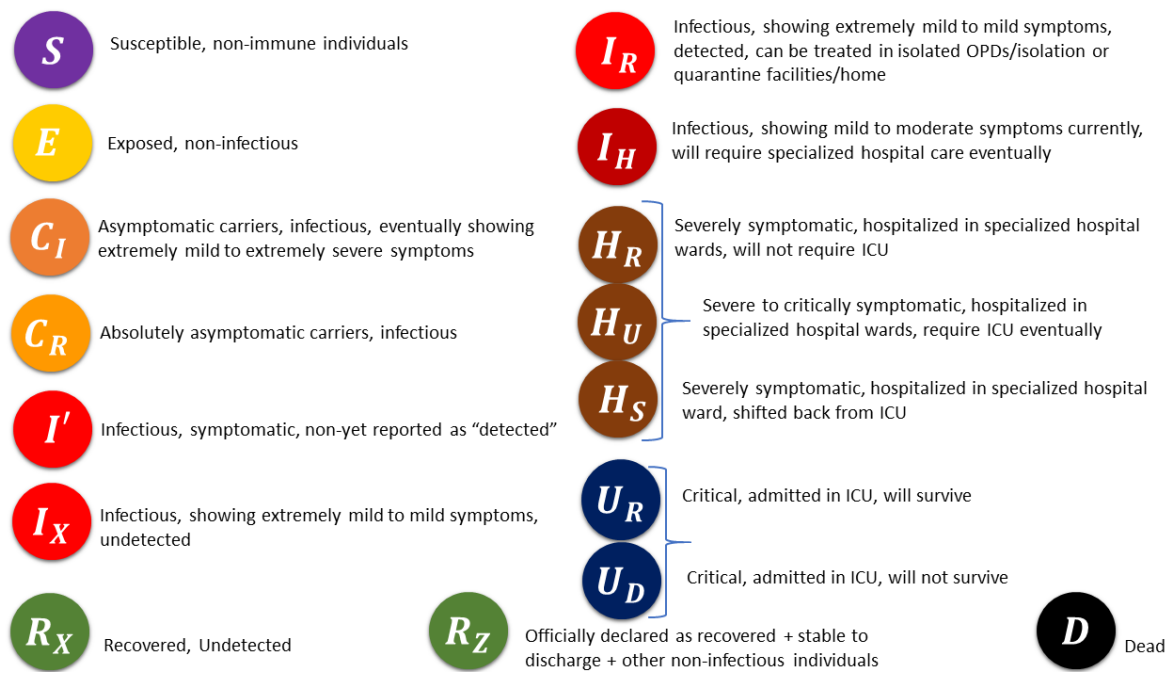 S
Susceptible, non-immune individuals
E
Exposed, non-infectious
C_I
Asymptomatic carriers, infectious, eventually showing
extremely mild to extremely severe symptoms
C_R
Absolutely asymptomatic carriers, infectious
I'
Infectious, symptomatic, non-yet reported as “detected”
I_X
Infectious, showing extremely mild to mild symptoms,
undetected
I_R
Infectious, showing extremely mild to mild symptoms,
detected, can be treated in isolated OPDs/isolation or
quarantine facilities/home
I_H
Infectious, showing mild to moderate symptoms currently,
will require specialized hospital care eventually
H_R
Severely symptomatic, hospitalized in specialized hospital
wards, will not require ICU
H_U
Severe to critically symptomatic, hospitalized in
specialized hospital wards, require ICU eventually
H_S
Severely symptomatic, hospitalized in specialized hospital
ward, shifted back from ICU
U_R
Critical, admitted in ICU, will survive
U_D
Critical, admitted in ICU, will not survive
R_X
Recovered, Undetected
R_Z
Officially declared as recovered + stable to
discharge + other non-infectious individuals
D
Dead